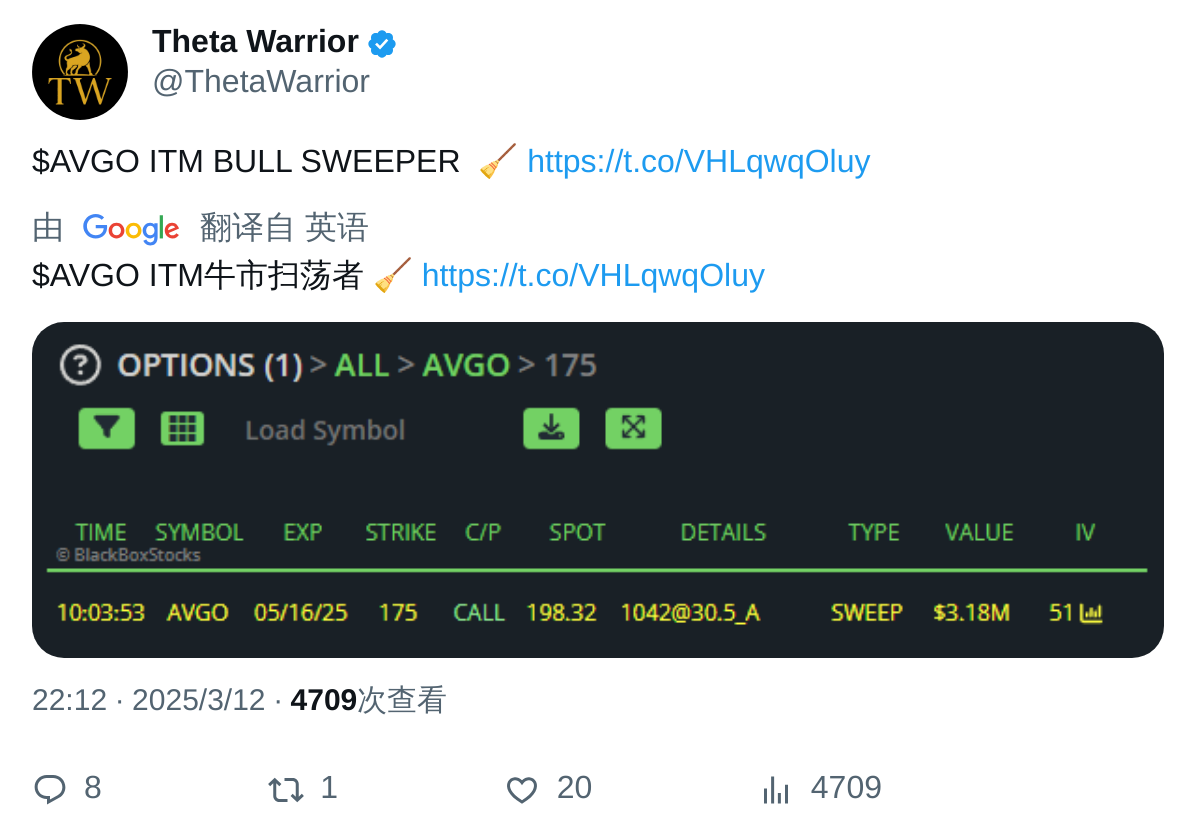 TW
Theta Warrior
@ThetaWarrior
$AVGO ITM BULL SWEEPER 🧹 https://t.co/VHLqwqOluy
由 Google 翻译自 英语
$AVGO ITM牛市扫荡者 🧹 https://t.co/VHLqwqOluy
? OPTIONS (1) > ALL > AVGO > 175
Load Symbol
TIME SYMBOL EXP STRIKE C/P SPOT DETAILS TYPE VALUE IV
© BlackBoxStocks
10:03:53 AVGO 05/16/25 175 CALL 198.32 1042@30.5_A SWEEP $3.18M 51
22:12 · 2025/3/12 · 4709次查看
8 1 20 4709